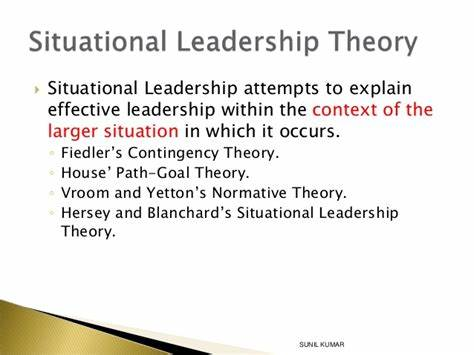 Situational Leadership Theory
Situational Leadership attempts to explain
effective leadership within the context of the
larger situation in which it occurs.
Fiedler's Contingency Theory.
House' Path-Goal Theory.
Vroom and Yetton's Normative Theory.
Hersey and Blanchard's Situational Leadership
Theory.
SUNIL KUMAR